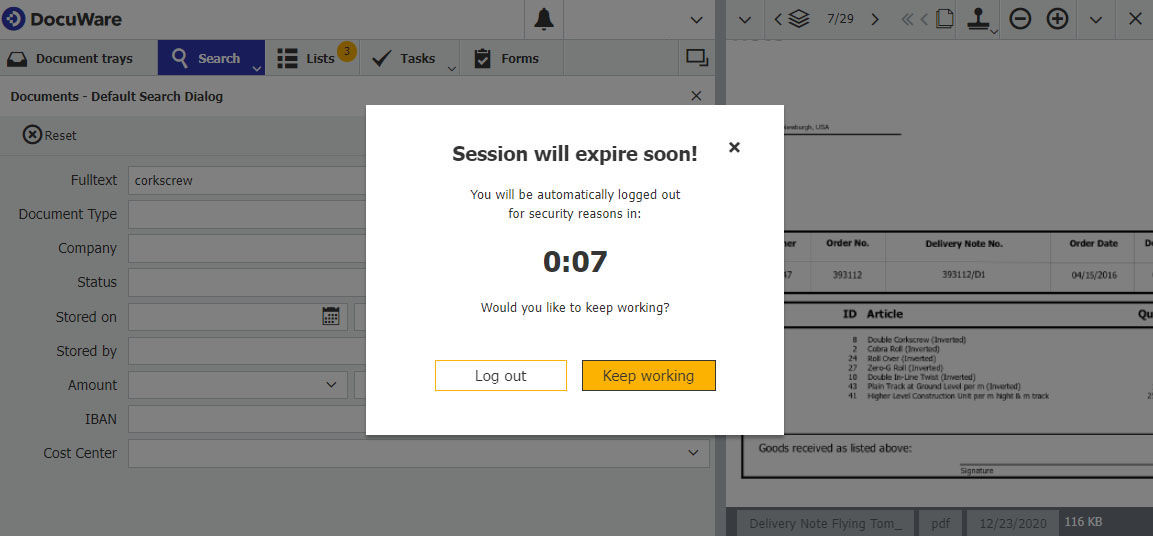 DocuWare
7/29
Document trays
Search
Lists
3
Tasks
Forms
Documents - Default Search Dialog
Reset
Fulltext
corkscrew
Document Type
Company
Status
Stored on
Stored by
Amount
IBAN
Cost Center
Session will expire soon!
You will be automatically logged out
for security reasons in:
0:07
Would you like to keep working?
Log out
Keep working
Newburgh, USA
Order No.
Delivery Note No.
Order Date
393112
393112/D1
04/15/2016
ID Article
8 Double Corkscrew (Inverted)
2 Cobra Roll (Inverted)
24 Roll Over (Inverted)
27 Zero-G Roll (Inverted)
10 Double In-Line Twist (Inverted)
43 Plain Track at Ground Level per m (Inverted)
41 Higher Level Construction Unit per m hight & m track
Goods received as listed above:
Signature
Delivery Note Flying Tom_
pdf
12/23/2020
116 KB